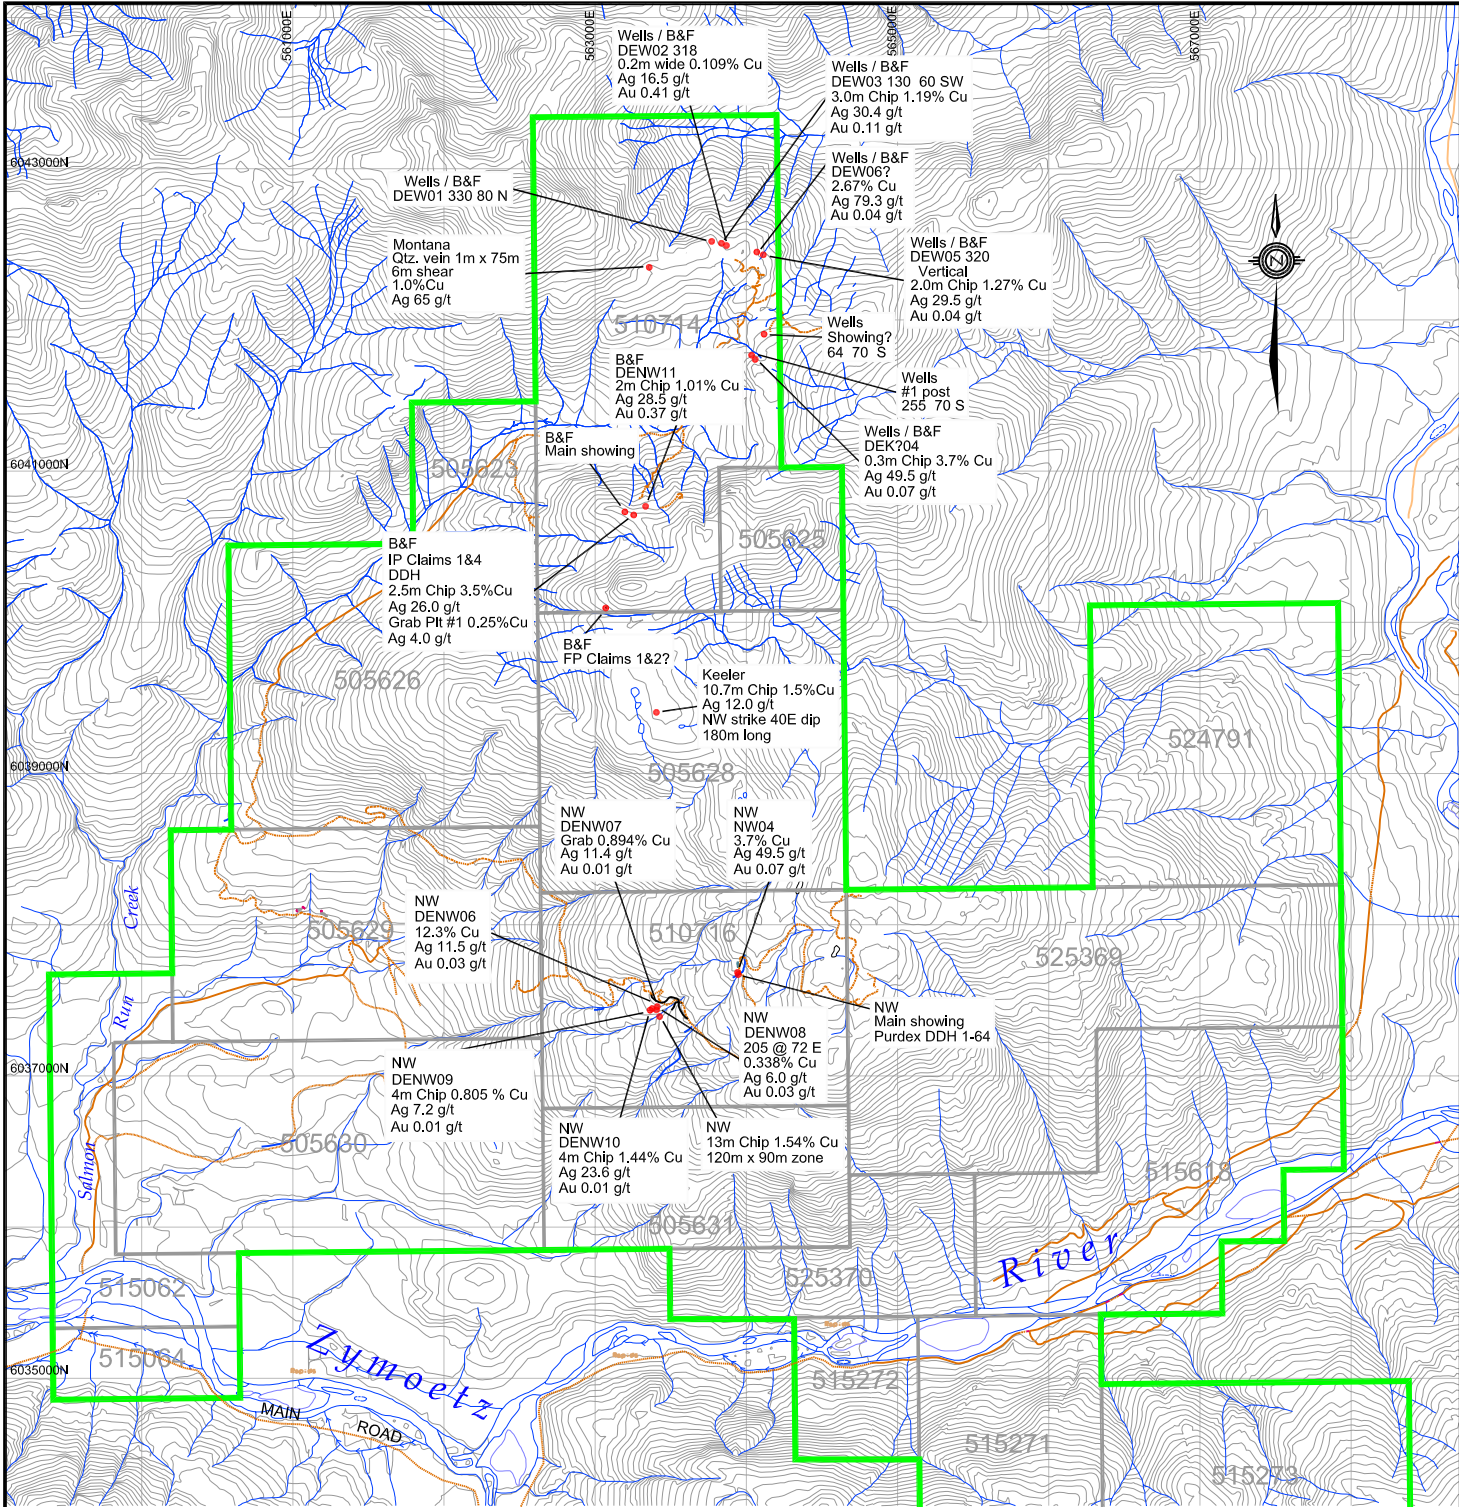 561000E
563000E
565000E
567000E
6043000N
6041000N
6039000N
6037000N
6035000N
Wells / B&F
DEW02 318
0.2m wide 0.109% Cu
Ag 16.5 g/t
Au 0.41 g/t
Wells / B&F
DEW03 130 60 SW
3.0m Chip 1.19% Cu
Ag 30.4 g/t
Au 0.11 g/t
Wells / B&F
DEW06?
2.67% Cu
Ag 79.3 g/t
Au 0.04 g/t
Wells / B&F
DEW01 330 80 N
Montana
Qtz. vein 1m x 75m
6m shear
1.0%Cu
Ag 65 g/t
Wells / B&F
DEW05 320
Vertical
2.0m Chip 1.27% Cu
Ag 29.5 g/t
Au 0.04 g/t
510714
Wells
Showing?
64 70 S
B&F
DENW11
2m Chip 1.01% Cu
Ag 28.5 g/t
Au 0.37 g/t
Wells
#1 post
255 70 S
Wells / B&F
DEK?04
0.3m Chip 3.7% Cu
Ag 49.5 g/t
Au 0.07 g/t
B&F
Main showing
505623
505625
B&F
IP Claims 1&4
DDH
2.5m Chip 3.5%Cu
Ag 26.0 g/t
Grab Plt #1 0.25%Cu
Ag 4.0 g/t
B&F
FP Claims 1&2?
505626
Keeler
10.7m Chip 1.5%Cu
Ag 12.0 g/t
NW strike 40E dip
180m long
524791
505628
NW
DENW07
Grab 0.894% Cu
Ag 11.4 g/t
Au 0.01 g/t
NW
NW04
3.7% Cu
Ag 49.5 g/t
Au 0.07 g/t
NW
DENW06
12.3% Cu
Ag 11.5 g/t
Au 0.03 g/t
505629
510716
525369
NW
Main showing
Purdex DDH 1-64
NW
DENW08
205 @ 72 E
0.338% Cu
Ag 6.0 g/t
Au 0.03 g/t
NW
DENW09
4m Chip 0.805 % Cu
Ag 7.2 g/t
Au 0.01 g/t
NW
DENW10
4m Chip 1.44% Cu
Ag 23.6 g/t
Au 0.01 g/t
NW
13m Chip 1.54% Cu
120m x 90m zone
505630
515618
505631
525370
515062
515064
515272
515271
515273
Salmon
Run
Creek
Zymoetz
River
MAIN
ROAD
N